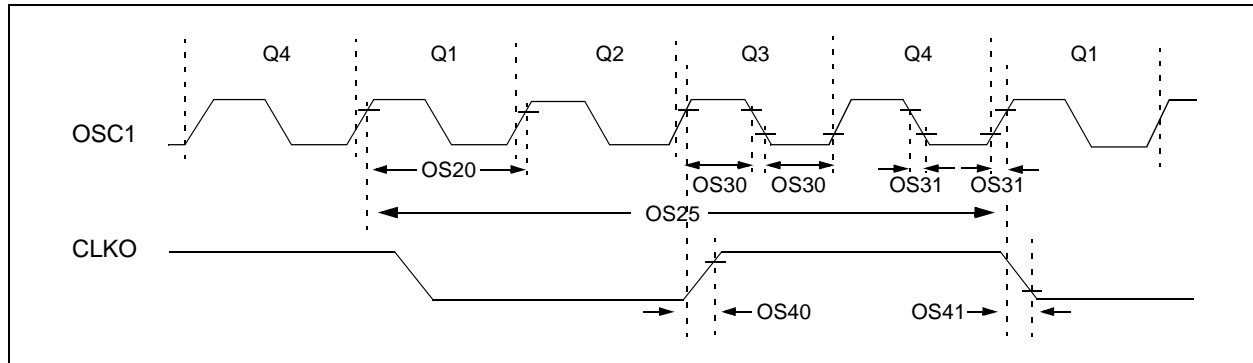 Q4 Q1 Q2 Q3 Q4 Q1
OSC1
OS20
OS30 OS30 OS31 OS31
OS25
CLKO
OS40 OS41